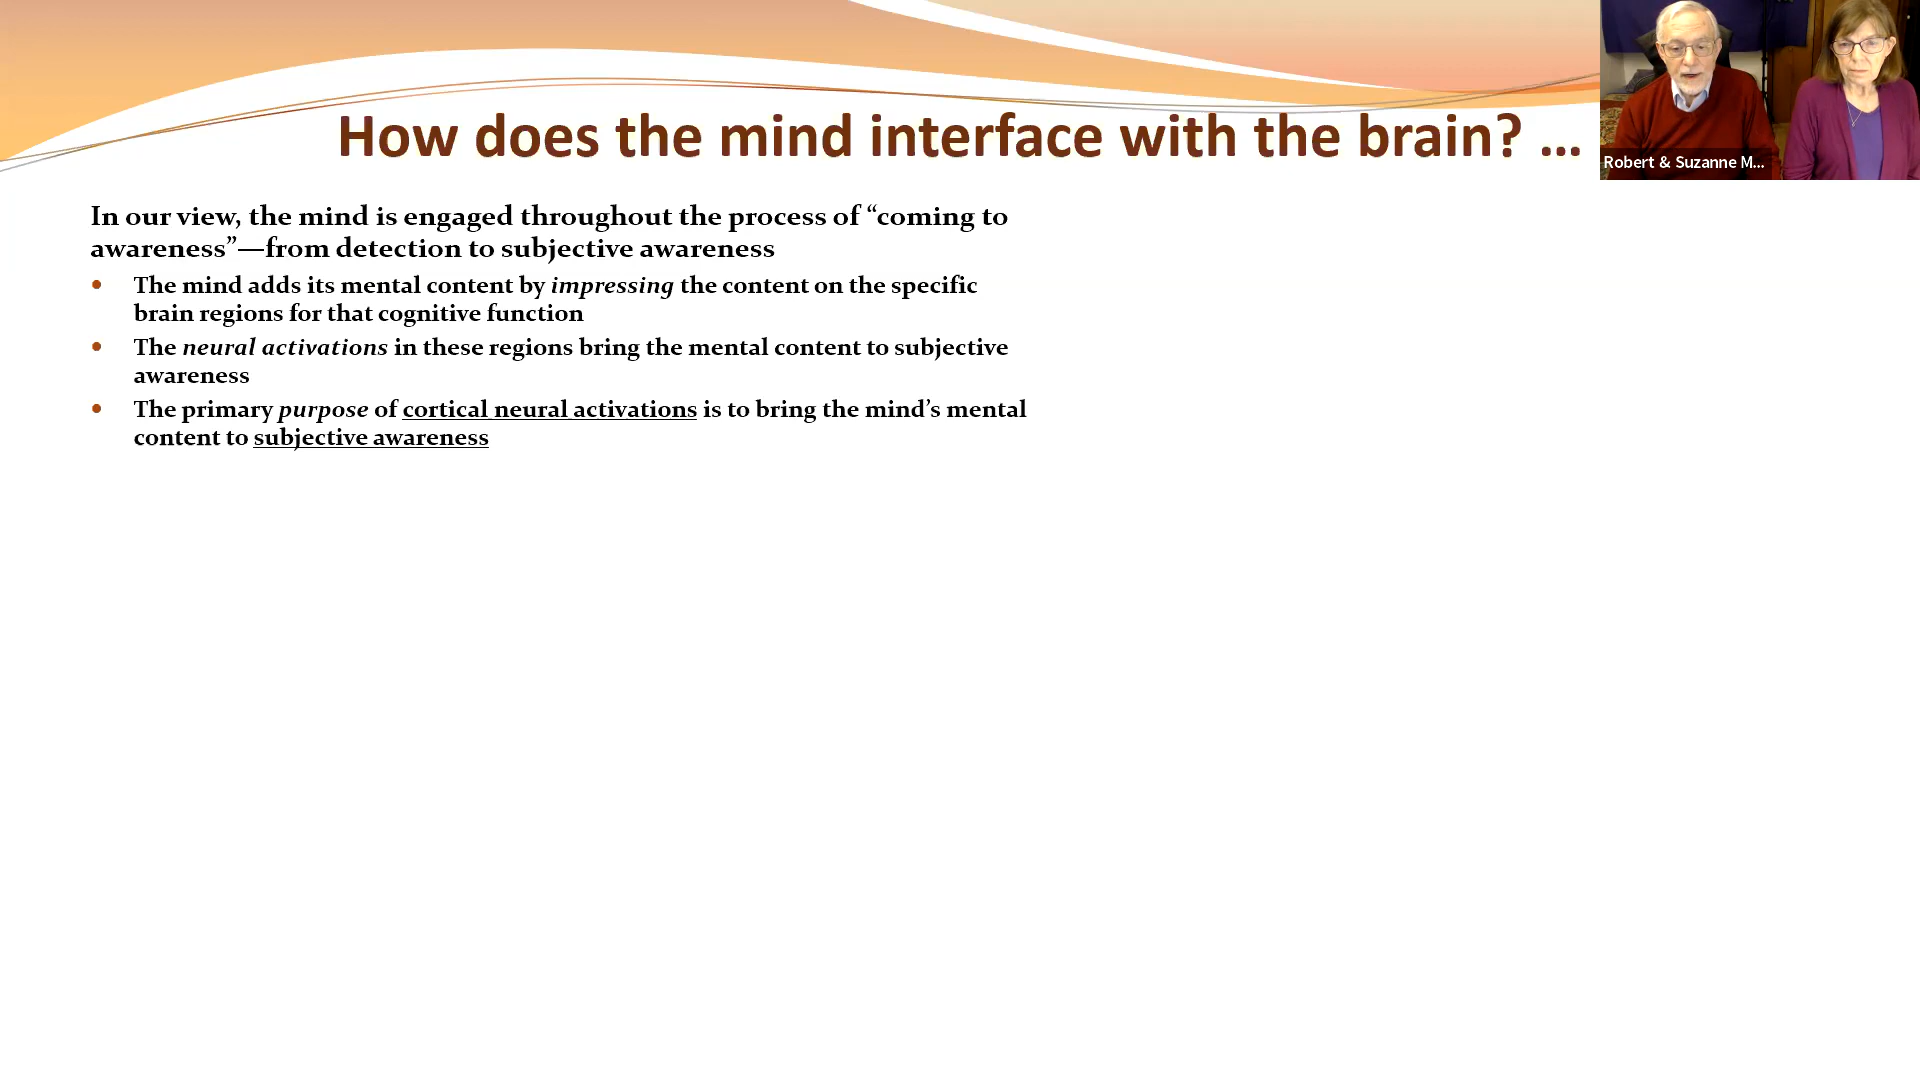 How does the mind interface with the brain? ...
Robert & Suzanne M...
In our view, the mind is engaged throughout the process of “coming to
awareness”—from detection to subjective awareness
• The mind adds its mental content by impressing the content on the specific
brain regions for that cognitive function
• The neural activations in these regions bring the mental content to subjective
awareness
• The primary purpose of cortical neural activations is to bring the mind’s mental
content to subjective awareness